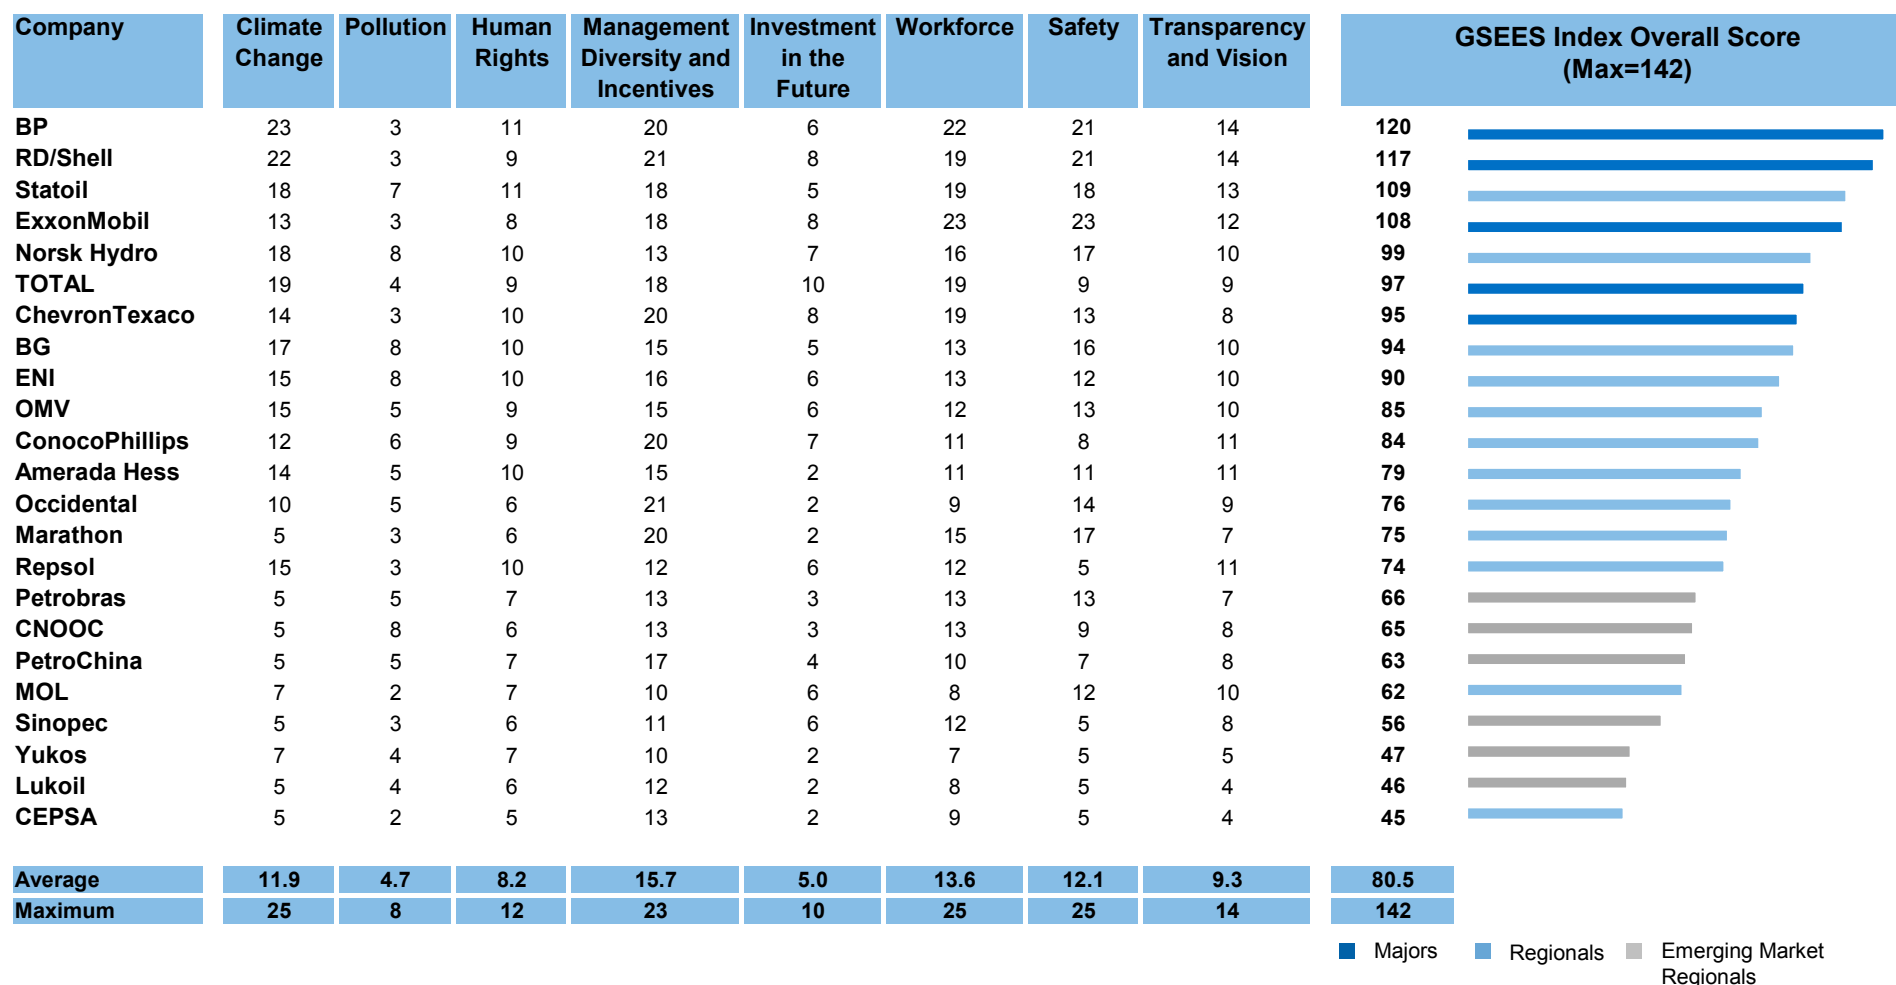 Company Climate Change Pollution Human Rights Management Diversity and Incentives Investment in the Future Workforce Safety Transparency and Vision GSEES Index Overall Score (Max=142)
BP 23 3 11 20 6 22 21 14 120
RD/Shell 22 3 9 21 8 19 21 14 117
Statoil 18 7 11 18 5 19 18 13 109
ExxonMobil 13 3 8 18 8 23 23 12 108
Norsk Hydro 18 8 10 13 7 16 17 10 99
TOTAL 19 4 9 18 10 19 9 9 97
ChevronTexaco 14 3 10 20 8 19 13 8 95
BG 17 8 10 15 5 13 16 10 94
ENI 15 8 10 16 6 13 12 10 90
OMV 15 5 9 15 6 12 13 10 85
ConocoPhillips 12 6 9 20 7 11 8 11 84
Amerada Hess 14 5 10 15 2 11 11 11 79
Occidental 10 5 6 21 2 9 14 9 76
Marathon 5 3 6 20 2 15 17 7 75
Repsol 15 3 10 12 6 12 5 11 74
Petrobras 5 5 7 13 3 13 13 7 66
CNOOC 5 8 6 13 3 13 9 8 65
PetroChina 5 5 7 17 4 10 7 8 63
MOL 7 2 7 10 6 8 12 10 62
Sinopec 5 3 6 11 6 12 5 8 56
Yukos 7 4 7 10 2 7 5 5 47
Lukoil 5 4 6 12 2 8 5 4 46
CEPSA 5 2 5 13 2 9 5 4 45
Average 11.9 4.7 8.2 15.7 5.0 13.6 12.1 9.3 80.5
Maximum 25 8 12 23 10 25 25 14 142
Majors Regionals Emerging Market Regionals